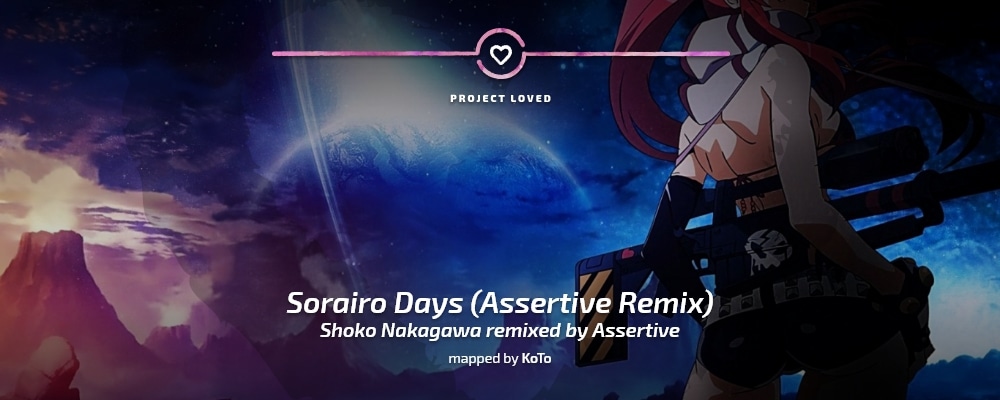 PROJECT LOVED
Sorairo Days (Assertive Remix)
Shoko Nakagawa remixed by Assertive
mapped by KoTo